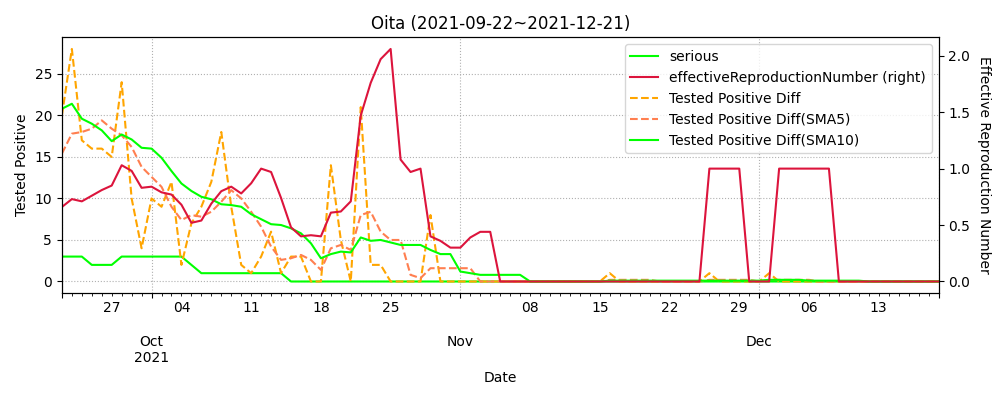 Oita (2021-09-22~2021-12-21)
serious
effectiveReproductionNumber (right)
Tested Positive Diff
Tested Positive Diff(SMA5)
Tested Positive Diff(SMA10)
Tested Positive
25
20
15
10
5
0
2.0
1.5
1.0
0.5
0.0
Effective Reproduction Number
27 04 11 18 25 08 15 22 29 06 13
Oct Nov Dec
2021
Date